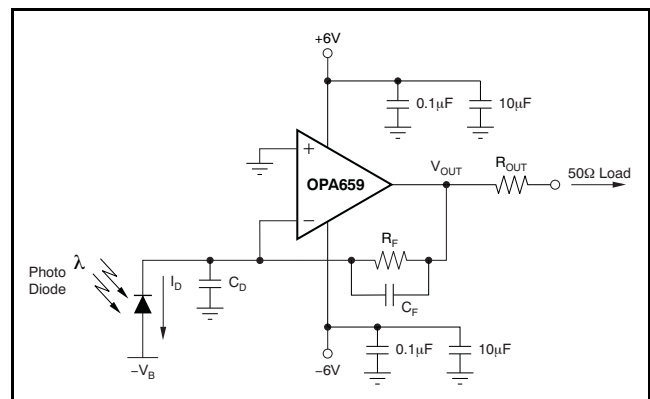 +6V
0.1µF
10µF
+
OPA659
−
V_OUT
R_OUT
50Ω Load
R_F
C_F
λ
Photo
Diode
I_D
C_D
−V_B
0.1µF
10µF
−6V